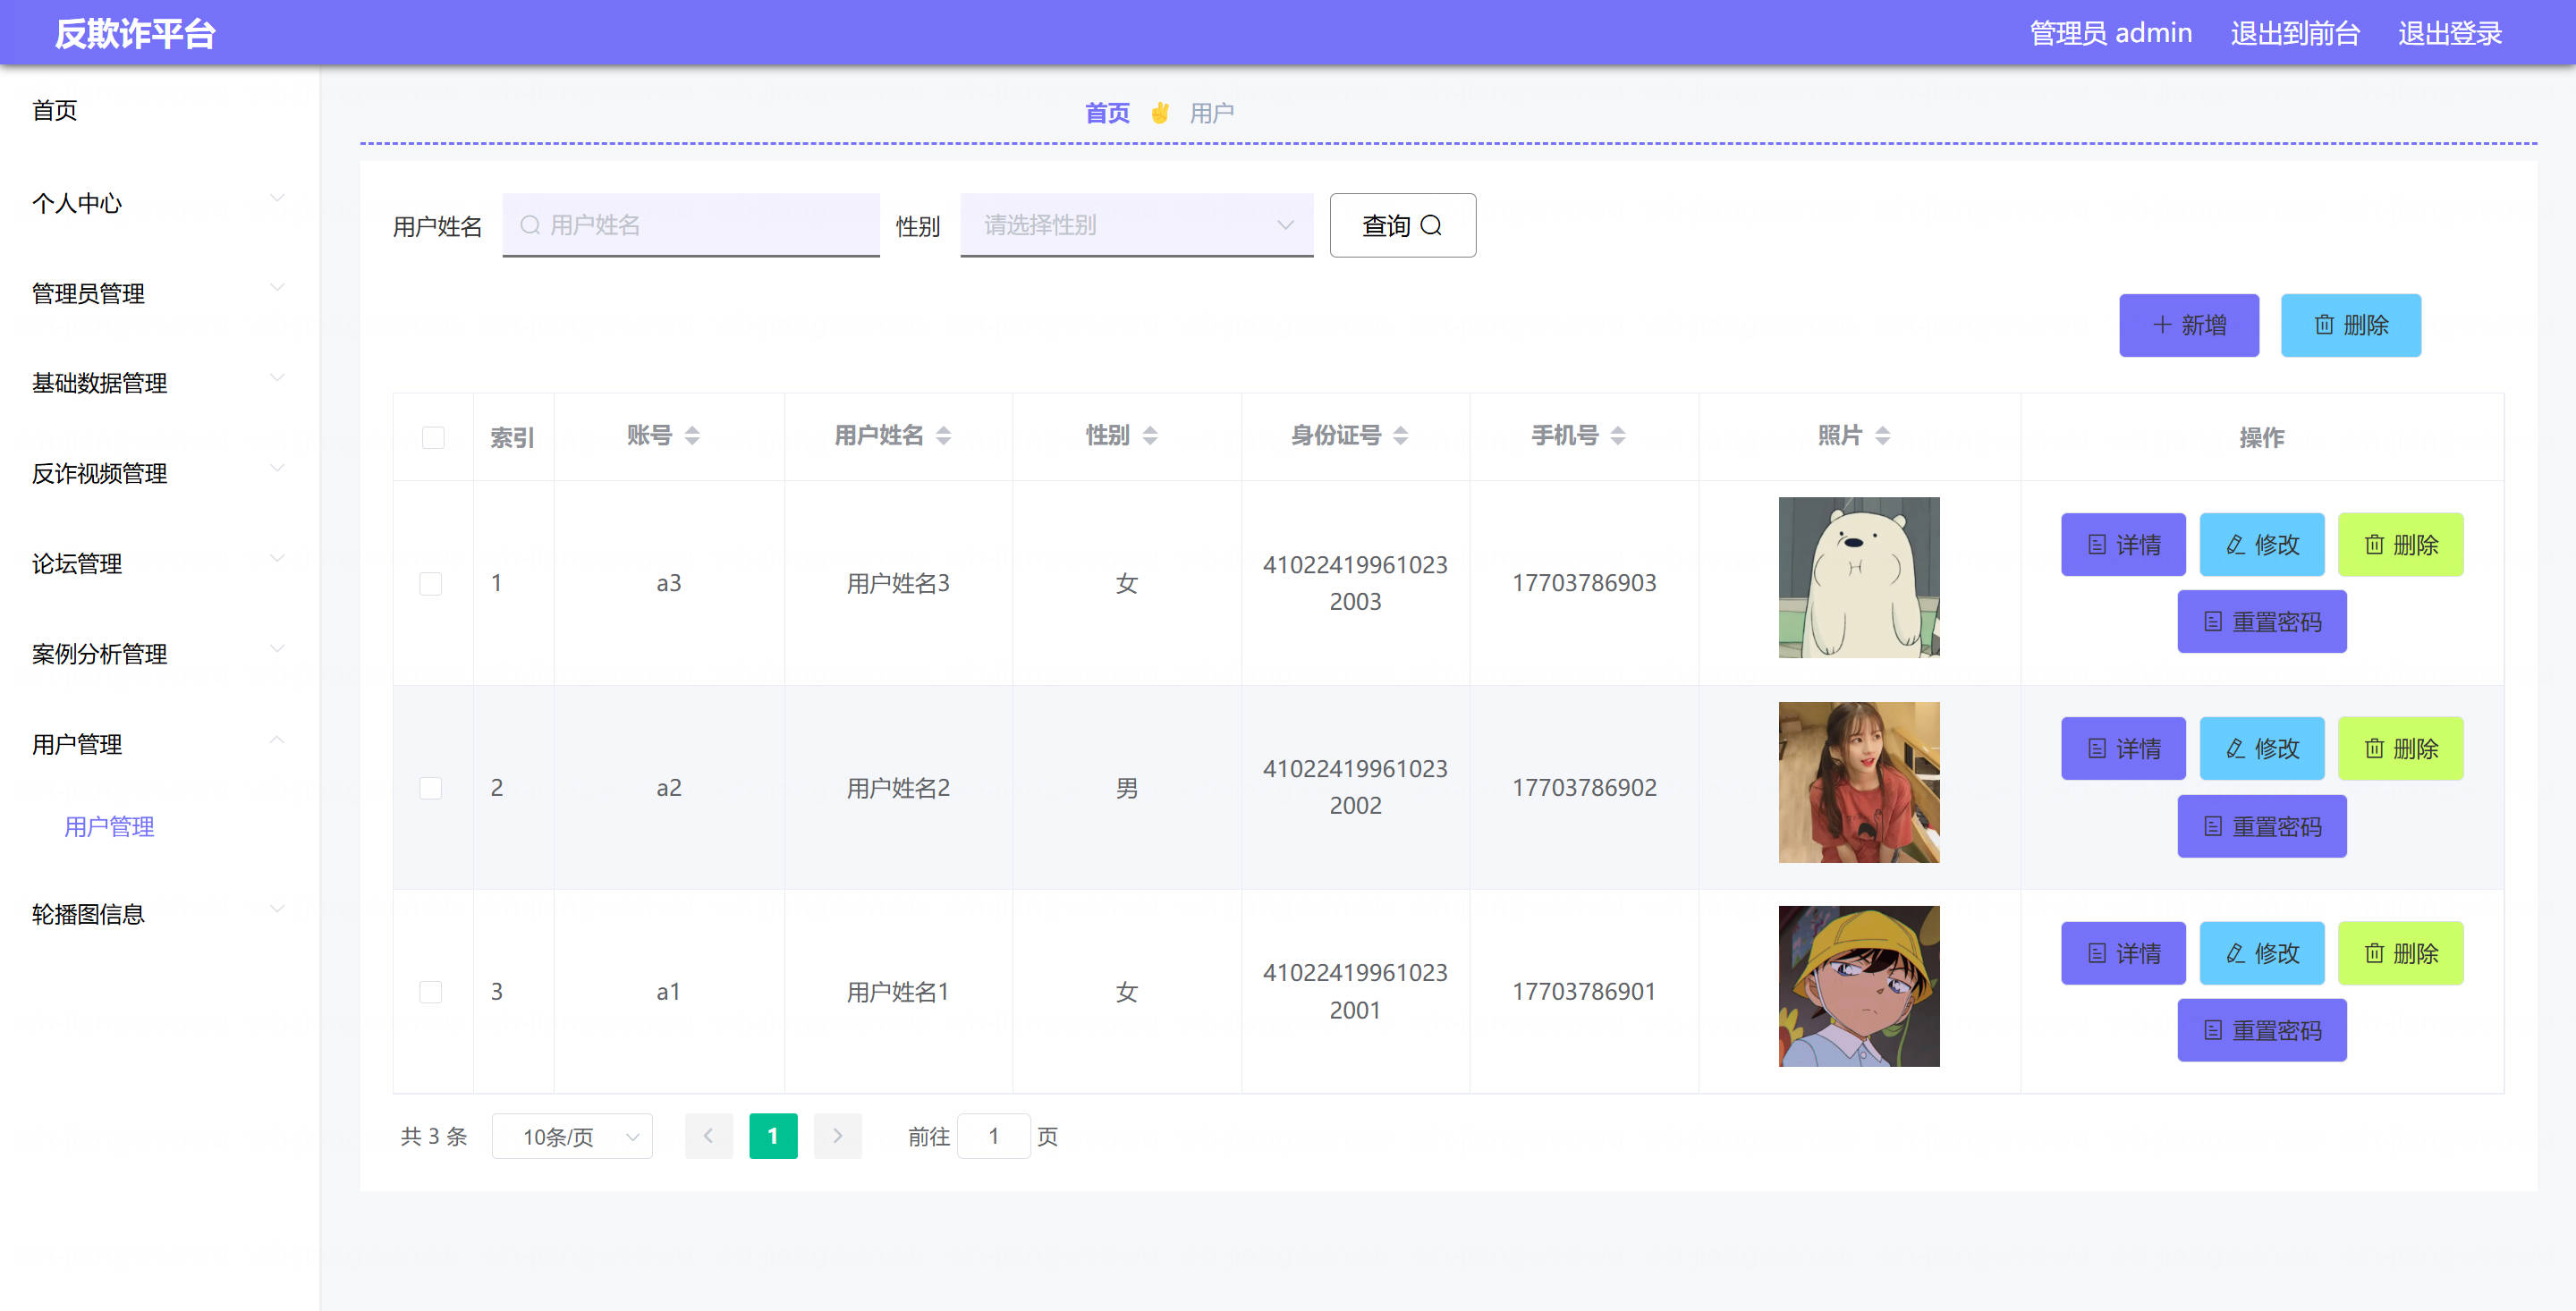 反欺诈平台
管理员 admin 退出到前台 退出登录
首页
个人中心
管理员管理
基础数据管理
反诈视频管理
论坛管理
案例分析管理
用户管理
用户管理
轮播图信息
首页 用户
用户姓名 用户姓名 性别 请选择性别 查询
新增 删除
索引 账号 用户姓名 性别 身份证号 手机号 照片 操作
1 a3 用户姓名3 女 41022419961023 17703786903 详情 修改 删除
2003 重置密码
2 a2 用户姓名2 男 41022419961023 17703786902 详情 修改 删除
2002 重置密码
3 a1 用户姓名1 女 41022419961023 17703786901 详情 修改 删除
2001 重置密码
共 3 条 10条/页 1 前往 1 页